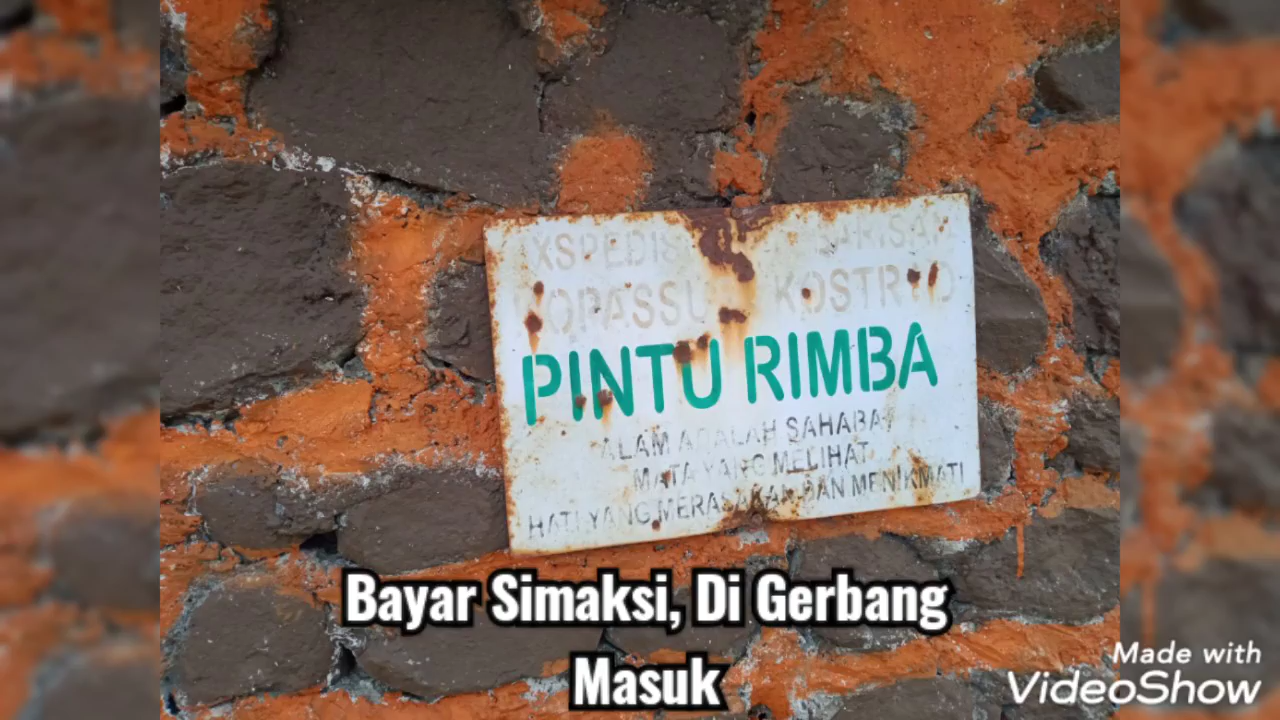 PINTU RIMBA
ALAM ADALAH SAHABAT
MATA YANG MELIHAT
HATI YANG MERASAKAN DAN MENIKMATI
Bayar Simaksi, Di Gerbang
Masuk
Made with
VideoShow